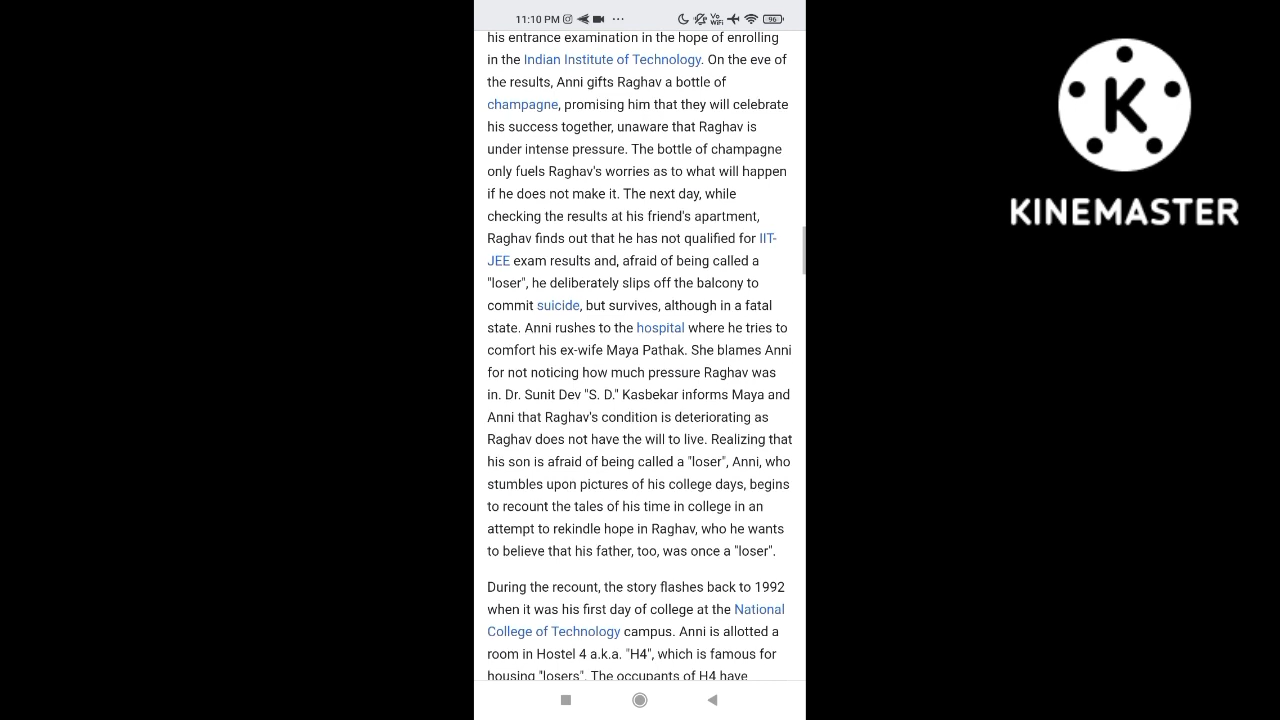 11:10 PM
Vo
WiFi
96
his entrance examination in the hope of enrolling
in the Indian Institute of Technology. On the eve of
the results, Anni gifts Raghav a bottle of
champagne, promising him that they will celebrate
his success together, unaware that Raghav is
under intense pressure. The bottle of champagne
only fuels Raghav's worries as to what will happen
if he does not make it. The next day, while
checking the results at his friend's apartment,
Raghav finds out that he has not qualified for IIT-
JEE exam results and, afraid of being called a
"loser", he deliberately slips off the balcony to
commit suicide, but survives, although in a fatal
state. Anni rushes to the hospital where he tries to
comfort his ex-wife Maya Pathak. She blames Anni
for not noticing how much pressure Raghav was
in. Dr. Sunit Dev "S. D." Kasbekar informs Maya and
Anni that Raghav's condition is deteriorating as
Raghav does not have the will to live. Realizing that
his son is afraid of being called a "loser", Anni, who
stumbles upon pictures of his college days, begins
to recount the tales of his time in college in an
attempt to rekindle hope in Raghav, who he wants
to believe that his father, too, was once a "loser".
During the recount, the story flashes back to 1992
when it was his first day of college at the National
College of Technology campus. Anni is allotted a
room in Hostel 4 a.k.a. "H4", which is famous for
housing "losers". The occupants of H4 have
K
KINEMASTER